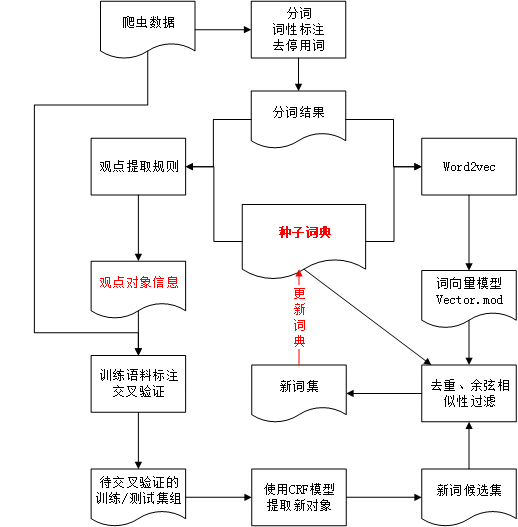 爬虫数据
分词
词性标注
去停用词
分词结果
观点提取规则
Word2vec
种子词典
观点对象信息
更
新
词
典
词向量模型
Vector.mod
训练语料标注
交叉验证
新词集
去重、余弦相
似性过滤
待交叉验证的
训练/测试集组
使用CRF模型
提取新对象
新词候选集